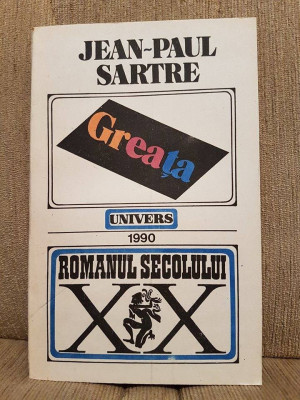 JEAN-PAUL
SARTRE
Greața
UNIVERS
1990
ROMANUL SECOLULUI
XX